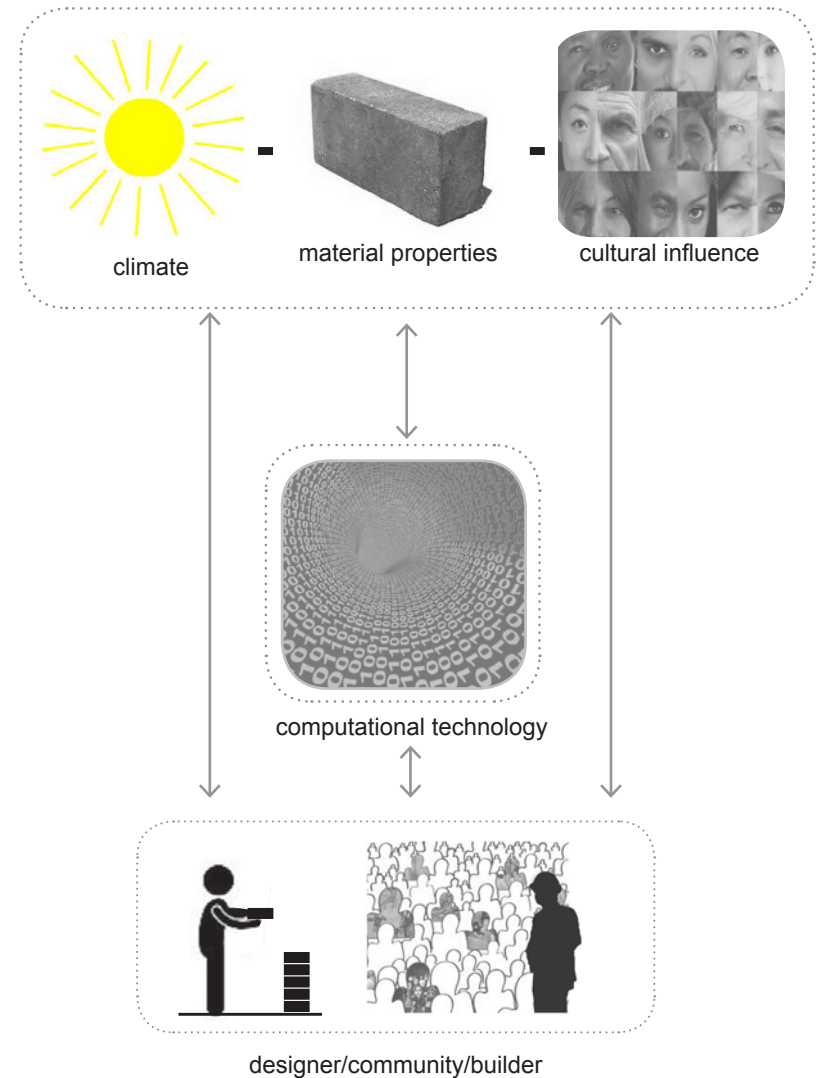 climate
material properties
cultural influence
computational technology
designer/community/builder